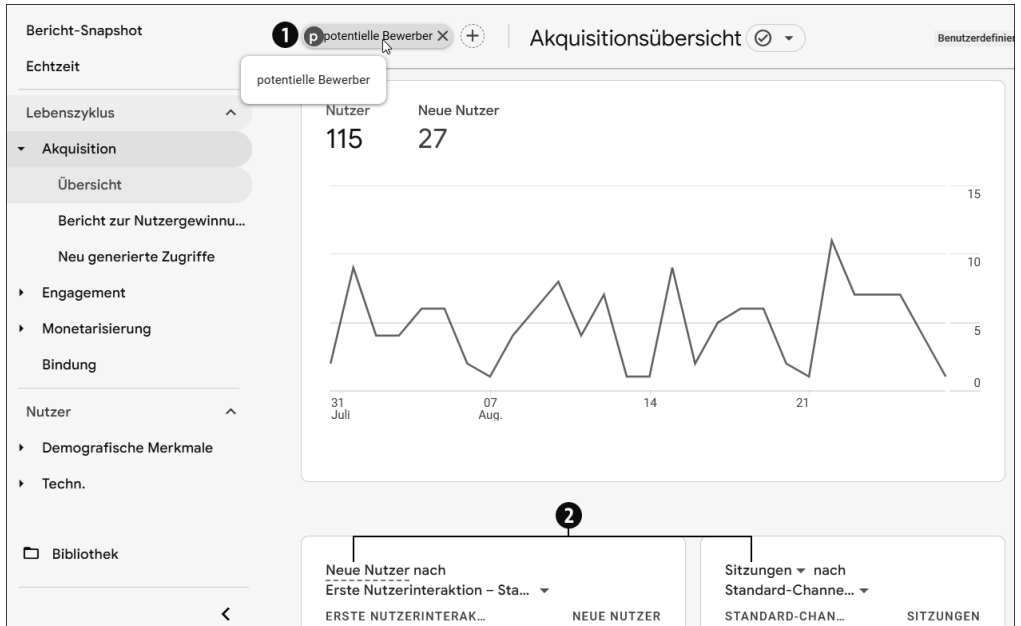 Bericht-Snapshot
Echtzeit
Lebenszyklus
Akquisition
Übersicht
Bericht zur Nutzergewinnu...
Neu generierte Zugriffe
Engagement
Monetarisierung
Bindung
Nutzer
Demografische Merkmale
Techn.
Bibliothek
1 p potentielle Bewerber
Akquisitionsübersicht
Benutzerdefinier
potentielle Bewerber
Nutzer Neue Nutzer
115 27
15
10
5
0
31 07 14 21
Juli Aug.
2
Neue Nutzer nach
Erste Nutzerinteraktion – Sta...
ERSTE NUTZERINTERAK... NEUE NUTZER
Sitzungen nach
Standard-Channe...
STANDARD-CHAN... SITZUNGEN